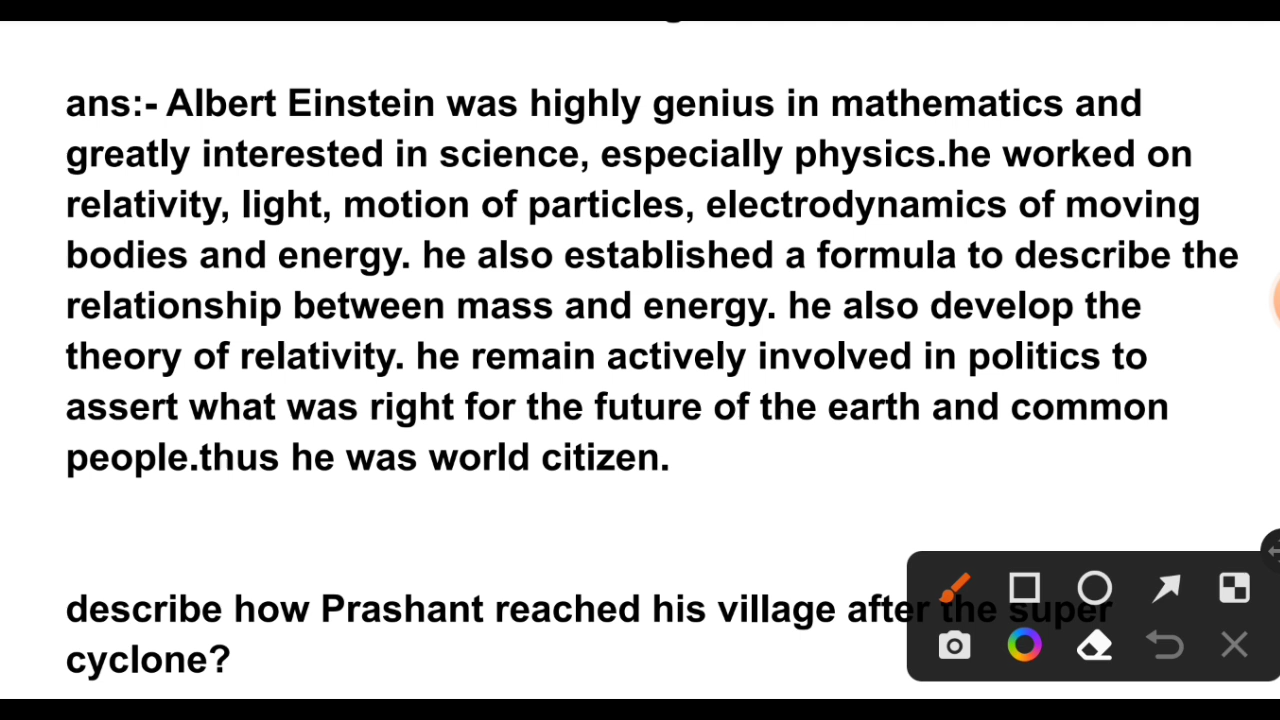 ans:- Albert Einstein was highly genius in mathematics and
greatly interested in science, especially physics.he worked on
relativity, light, motion of particles, electrodynamics of moving
bodies and energy. he also established a formula to describe the
relationship between mass and energy. he also develop the
theory of relativity. he remain actively involved in politics to
assert what was right for the future of the earth and common
people.thus he was world citizen.
describe how Prashant reached his village after the super
cyclone?